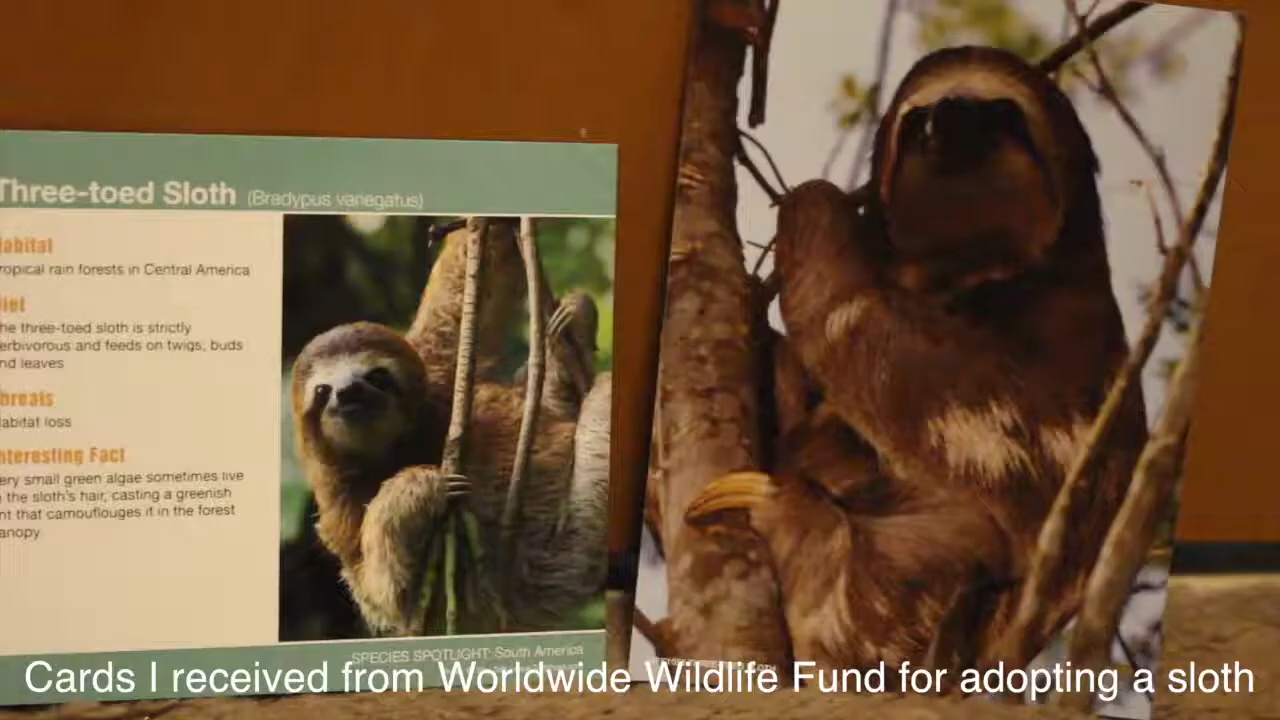 Three-toed Sloth (Bradypus variegatus)
abitat
ropical rain forests in Central America
iet
he three-toed sloth is strictly
erbivorous and feeds on twigs, buds
nd leaves
hreats
abitat loss
nteresting Fact
ery small green algae sometimes live
the sloth's hair, casting a greenish
nt that camouflouges it in the forest
anopy
SPECIES SPOTLIGHT: South America
Cards I received from Worldwide Wildlife Fund for adopting a sloth